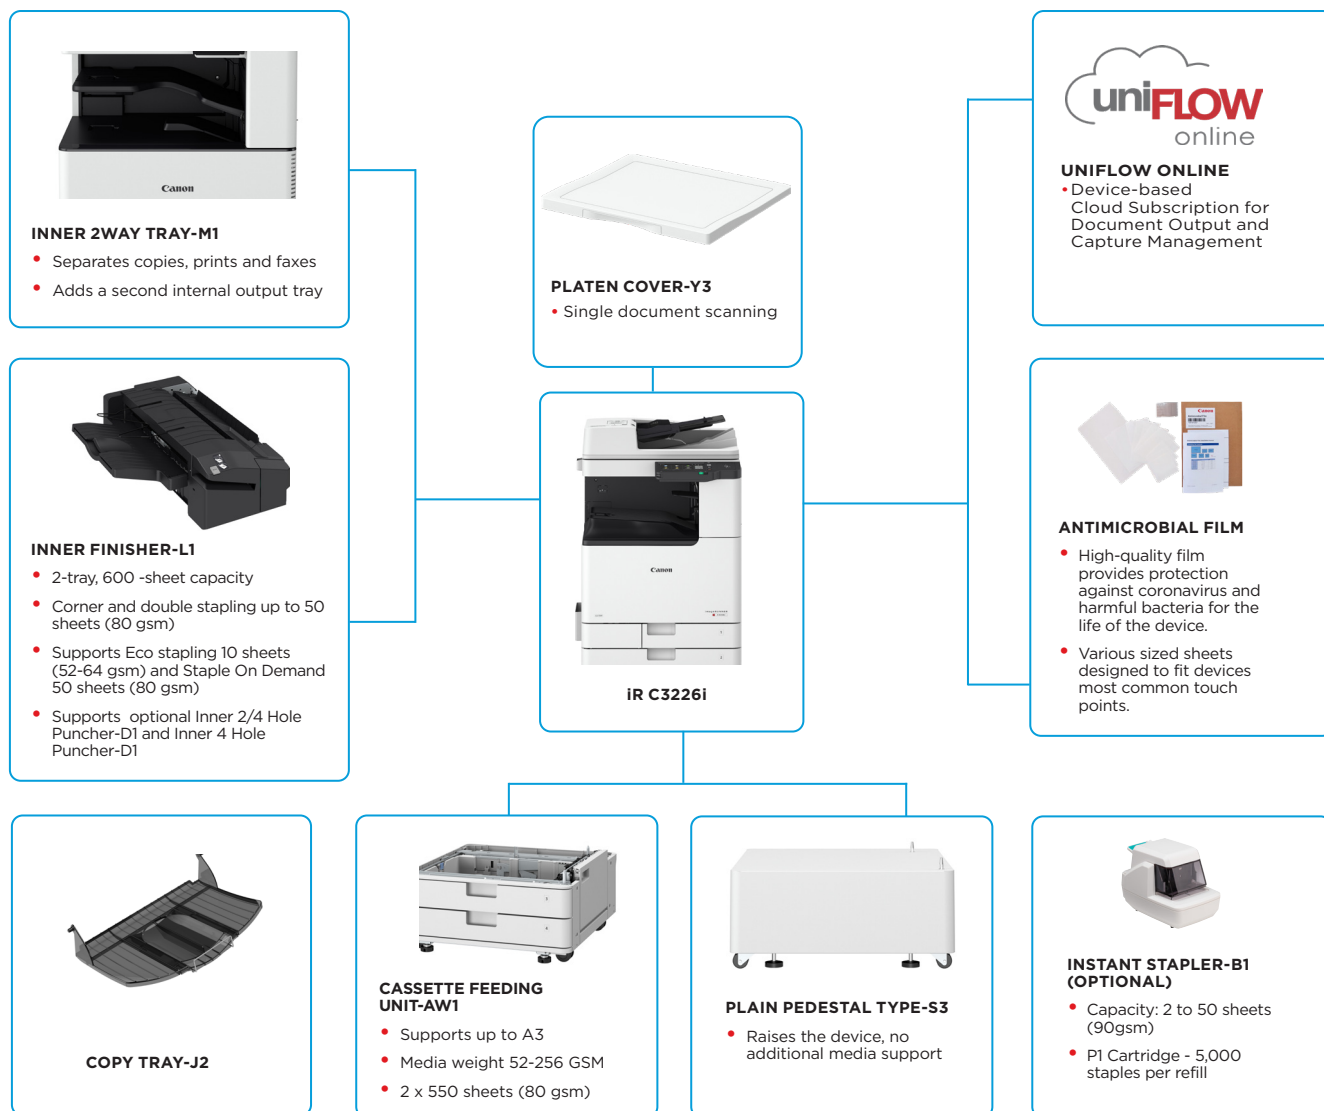 Canon
INNER 2WAY TRAY-M1
• Separates copies, prints and faxes
• Adds a second internal output tray
PLATEN COVER-Y3
• Single document scanning
uniFLOW
online
UNIFLOW ONLINE
• Device-based
Cloud Subscription for
Document Output and
Capture Management
INNER FINISHER-L1
• 2-tray, 600 -sheet capacity
• Corner and double stapling up to 50
sheets (80 gsm)
• Supports Eco stapling 10 sheets
(52-64 gsm) and Staple On Demand
50 sheets (80 gsm)
• Supports  optional Inner 2/4 Hole
Puncher-D1 and Inner 4 Hole
Puncher-D1
Canon
iR C3226i
Canon
ANTIMICROBIAL FILM
• High-quality film
provides protection
against coronavirus and
harmful bacteria for the
life of the device.
• Various sized sheets
designed to fit devices
most common touch
points.
COPY TRAY-J2
CASSETTE FEEDING
UNIT-AW1
• Supports up to A3
• Media weight 52-256 GSM
• 2 x 550 sheets (80 gsm)
PLAIN PEDESTAL TYPE-S3
• Raises the device, no
additional media support
INSTANT STAPLER-B1
(OPTIONAL)
• Capacity: 2 to 50 sheets
(90gsm)
• P1 Cartridge - 5,000
staples per refill